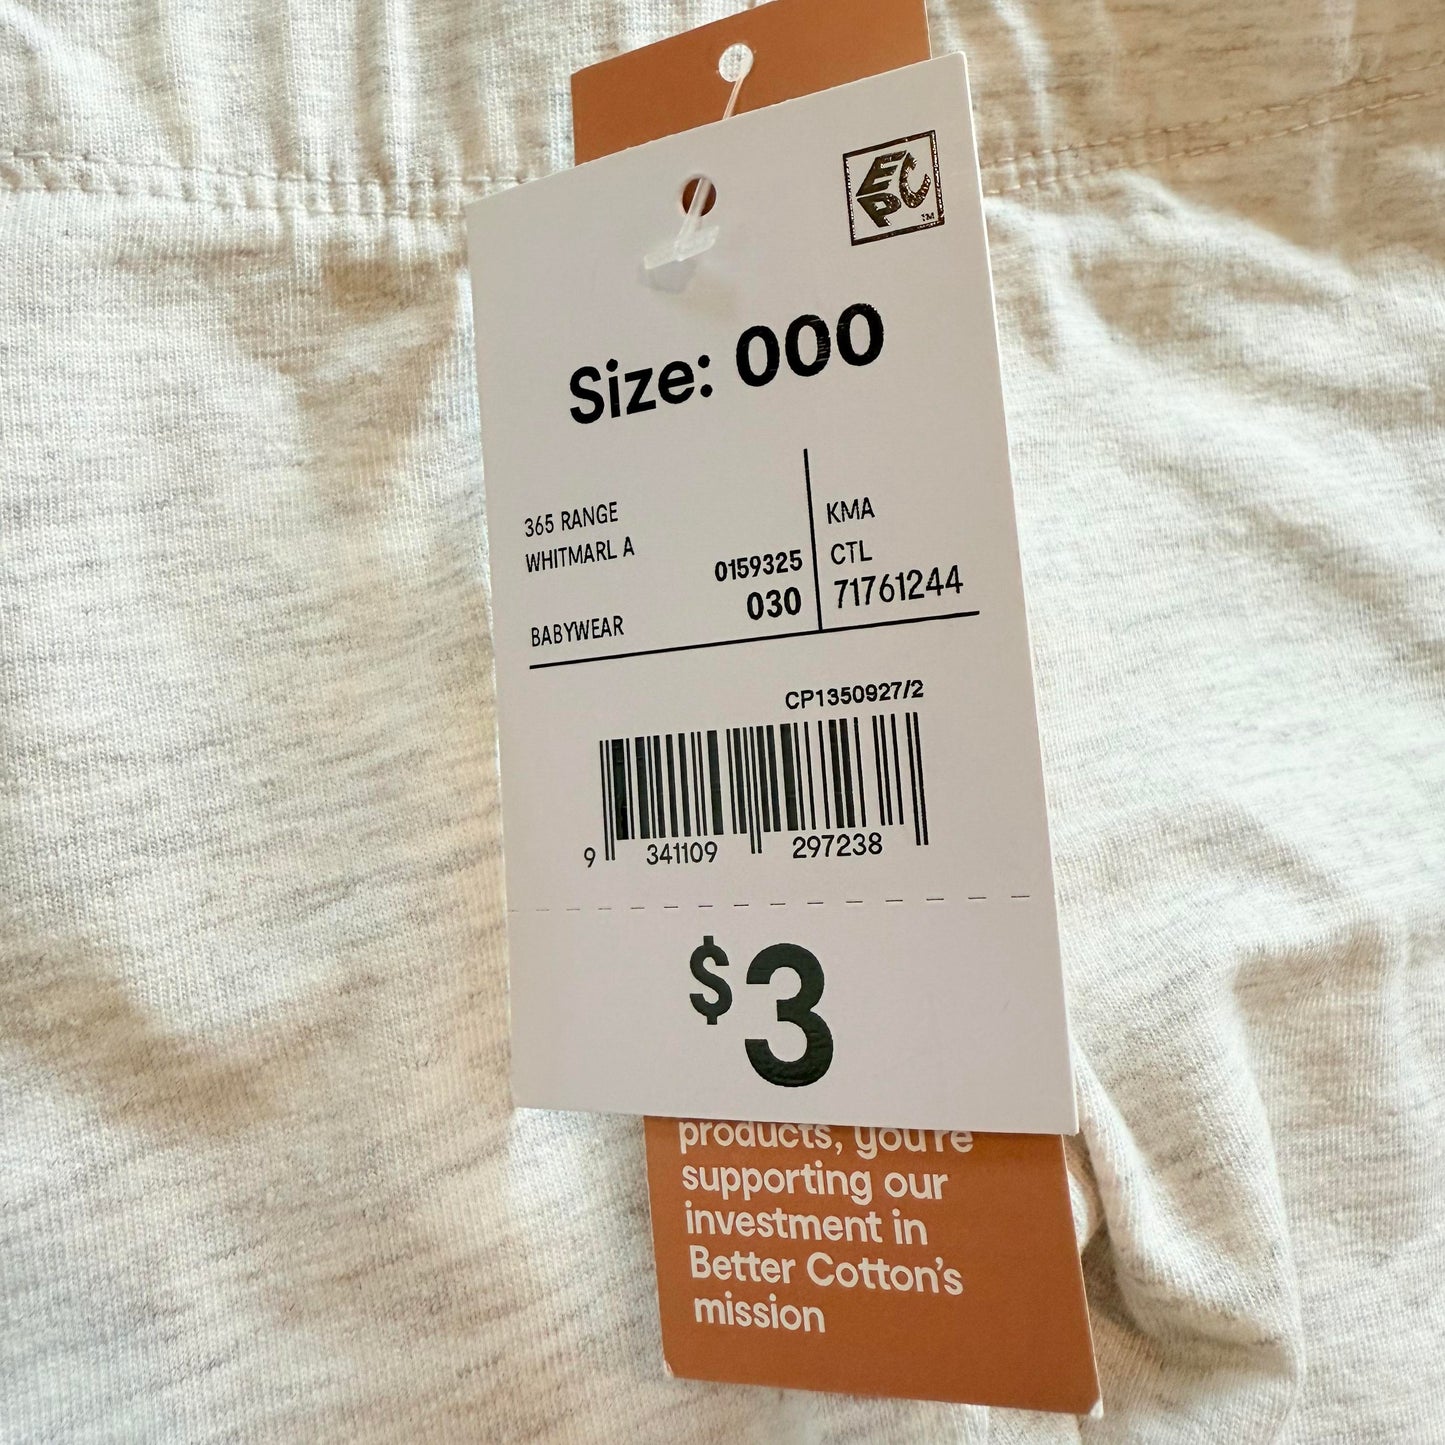 EPC
TM
Size: 000
365 RANGE
WHITMARL A
0159325
BABYWEAR
030
KMA
CTL
71761244
CP1350927/2
9 341109 297238
$3
products, you're
supporting our
investment in
Better Cotton's
mission